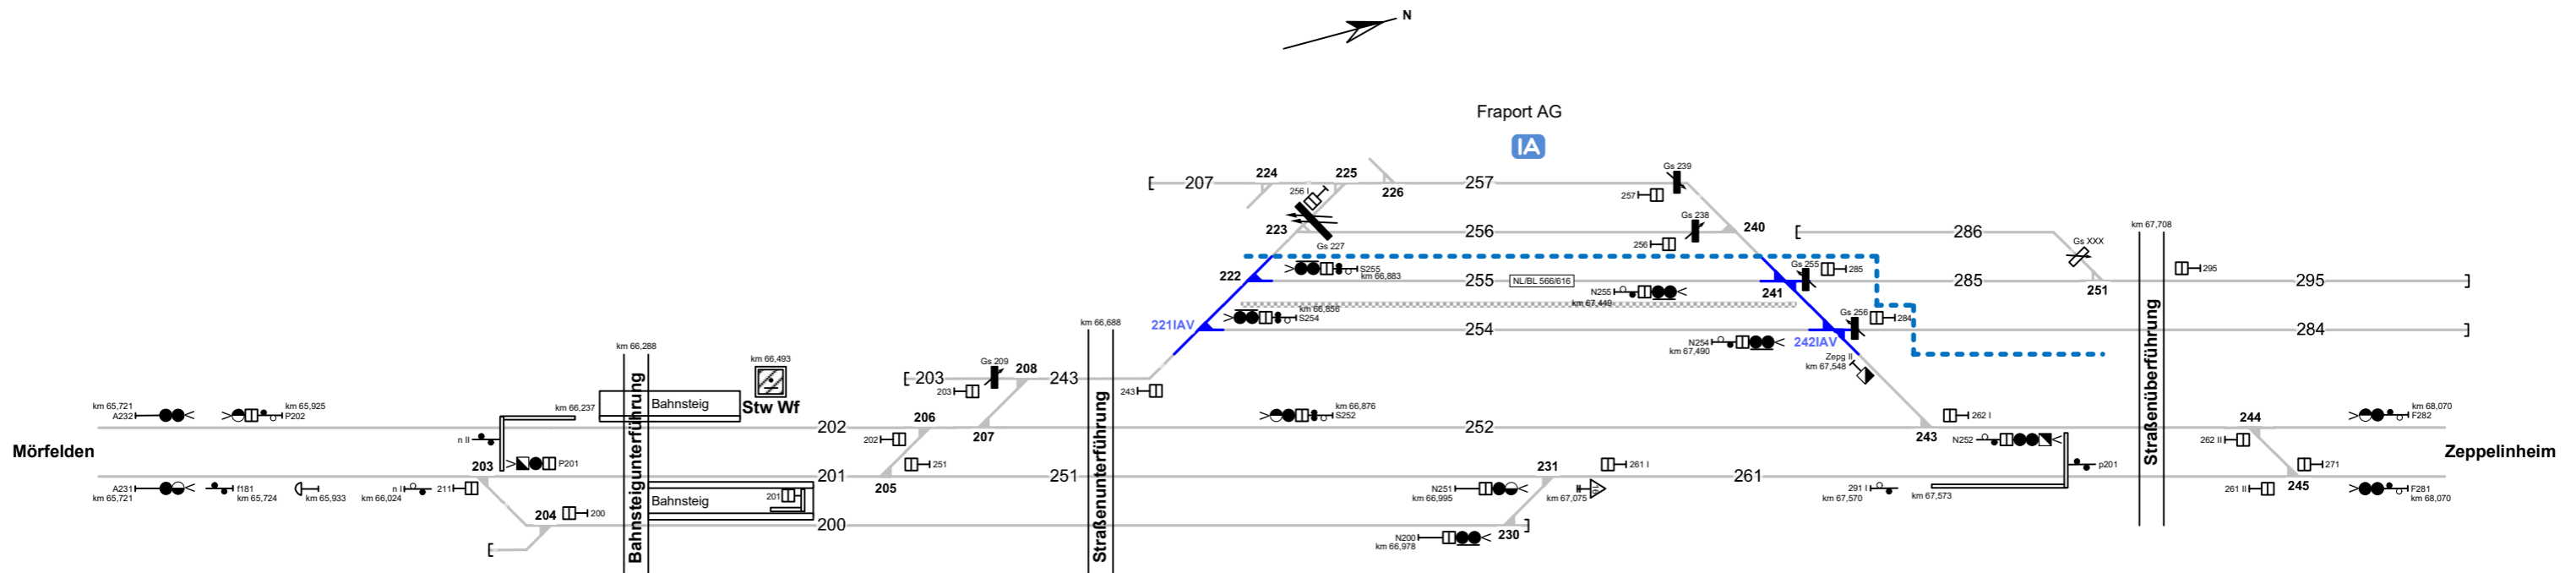 N
Fraport AG
IA
207
224
225
256 I
226
257
Gs 239
257
223
Gs 227
256
Gs 238
256
240
286
Gs XXX
km 67,708
222
S255
km 66,883
255
NL/BL 566/616
N255
km 67,449
241
Gs 255
285
285
251
295
295
221IAV
km 66,856
S254
254
N254
km 67,490
242IAV
Gs 256
284
284
Zepg II
km 67,548
km 66,688
km 66,288
km 66,493
Stw Wf
Gs 209
208
203
203
243
243
km 65,721
A232
km 65,925
P202
km 66,237
Bahnsteig
Bahnsteigunterführung
Straßenunterführung
Straßenüberführung
202
206
207
km 66,876
S252
252
262 I
243
244
km 68,070
F282
Mörfelden
n II
202
N252
262 II
Zeppelinheim
203
P201
251
201
205
251
231
261 I
261
p201
271
A231
km 65,721
f181
km 65,724
km 65,933
n I
km 66,024
211
Bahnsteig
201
N251
km 66,995
km 67,075
291 I
km 67,570
km 67,573
261 II
245
F281
km 68,070
204
200
200
230
N200
km 66,978